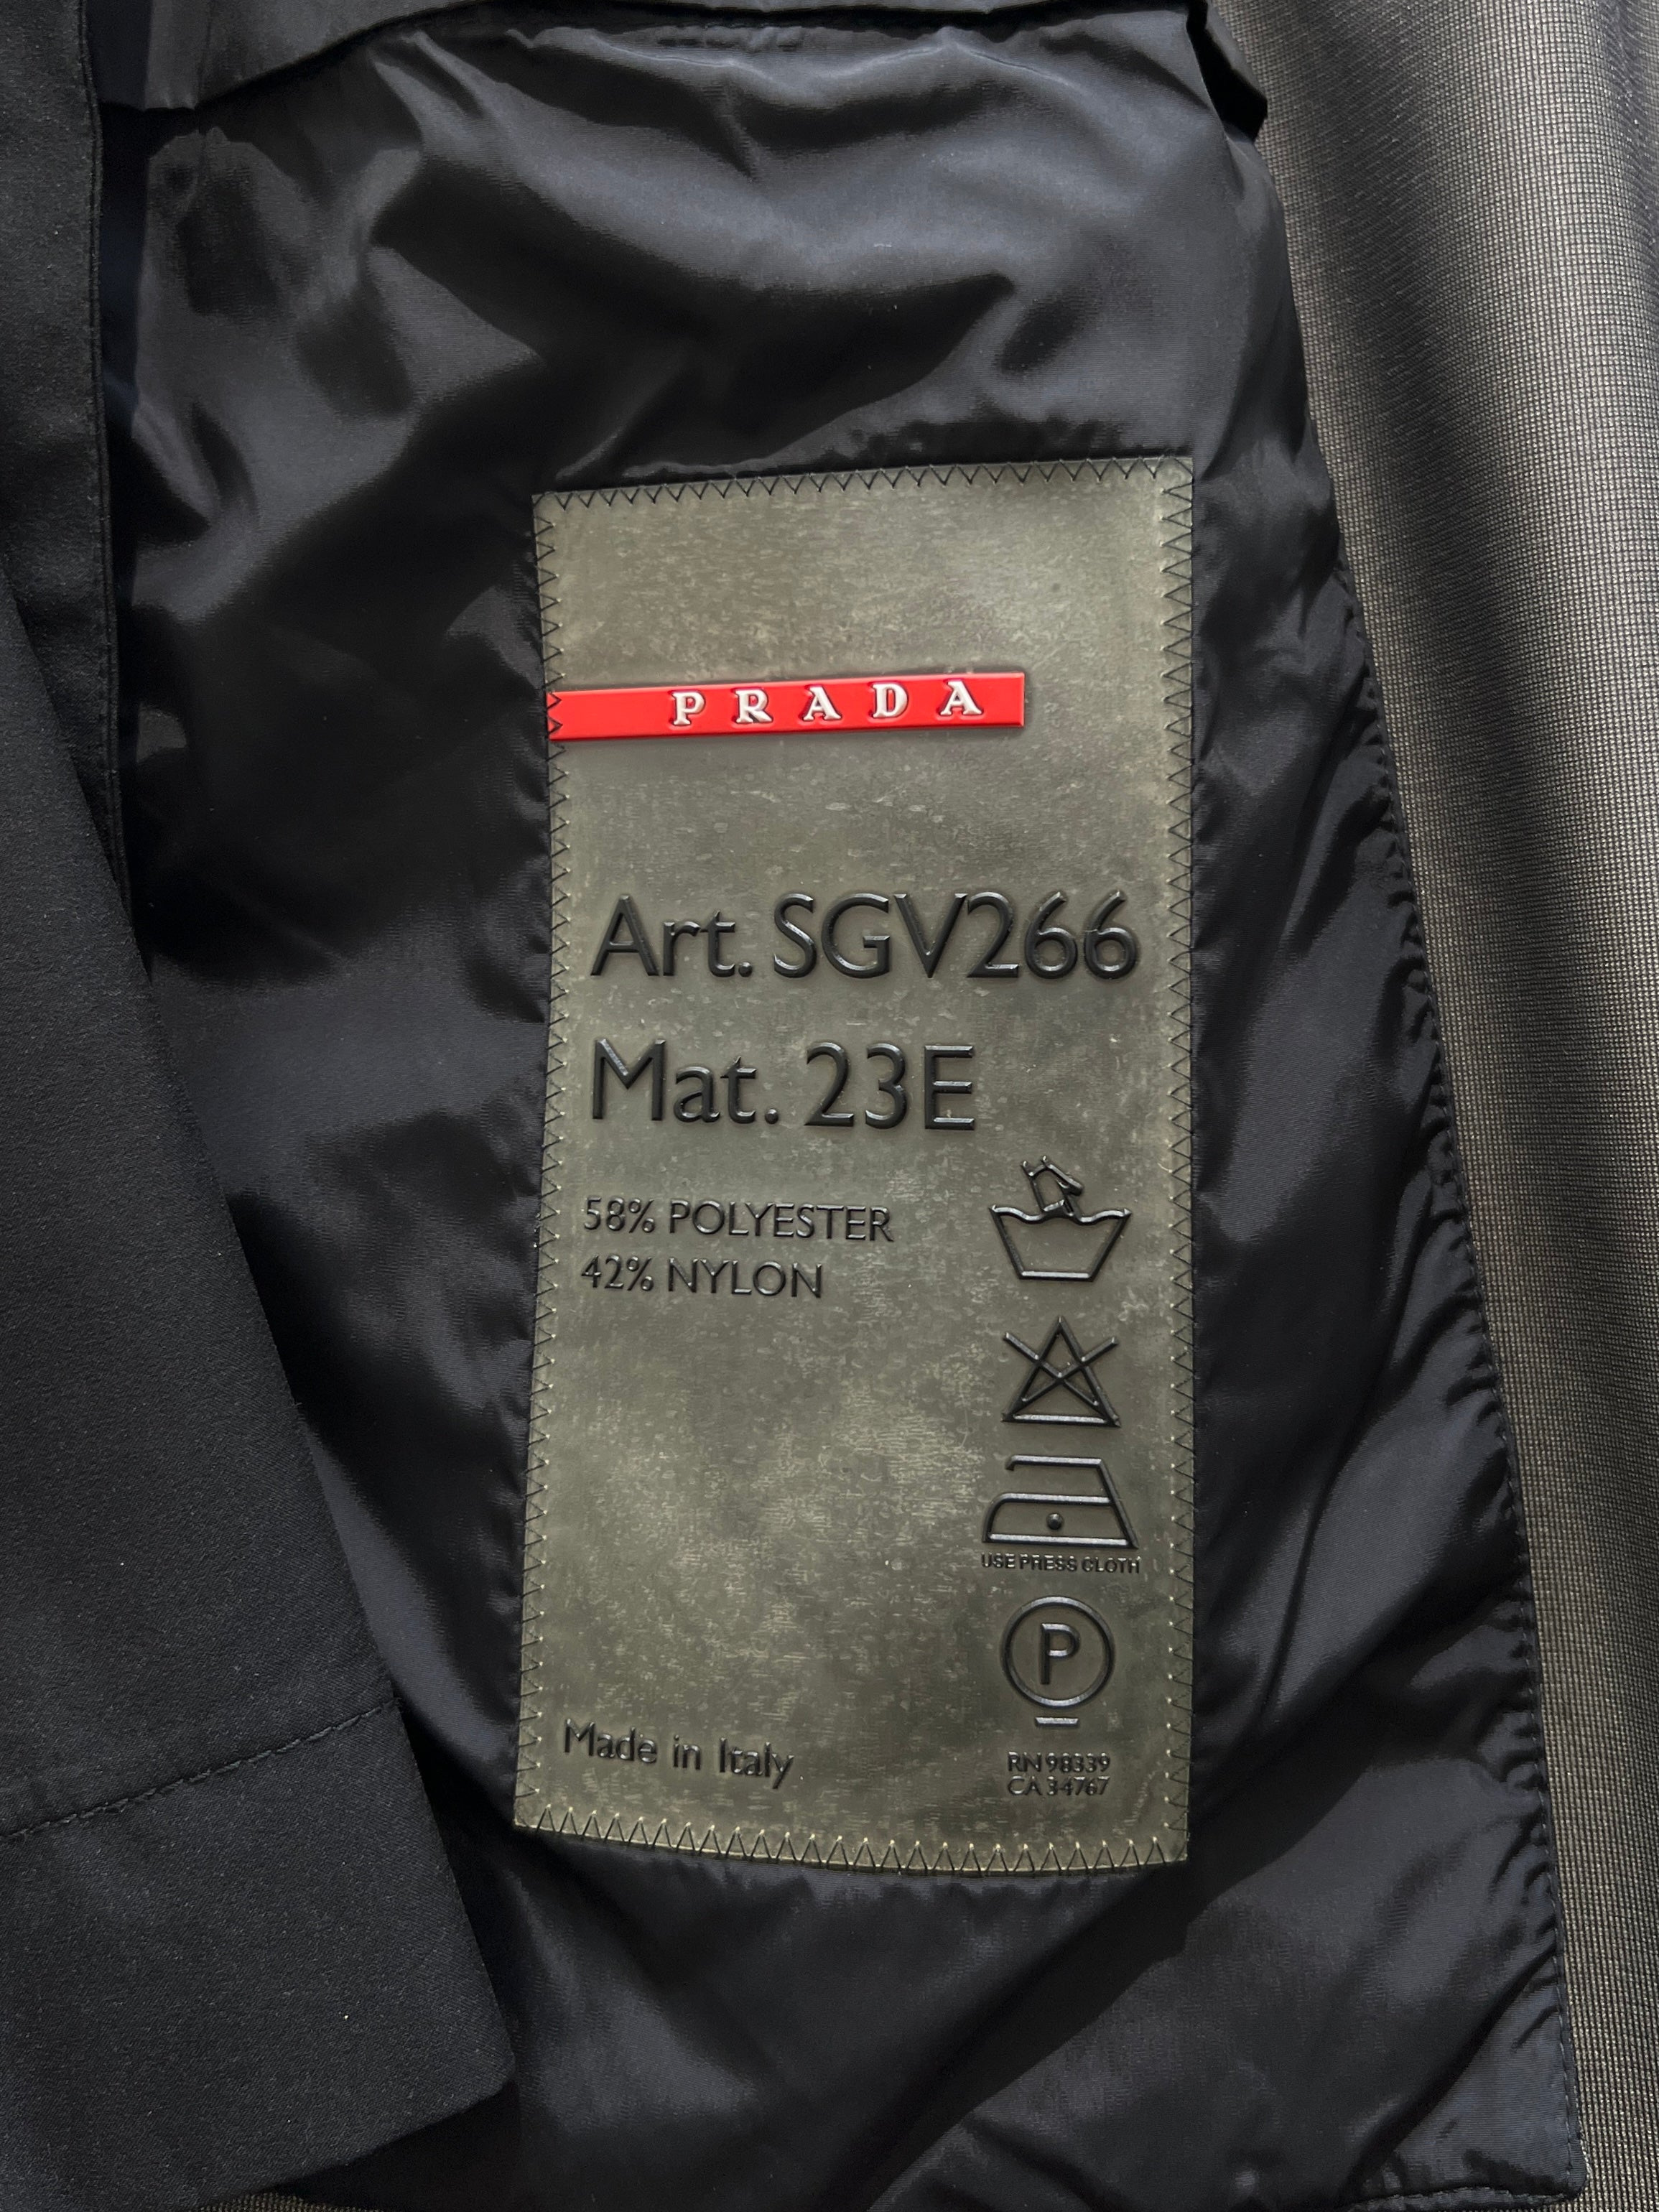 PRADA
Art. SGV266
Mat. 23E
58% POLYESTER
42% NYLON
USE PRESS CLOTH
P
Made in Italy
RN 98339
CA 34767